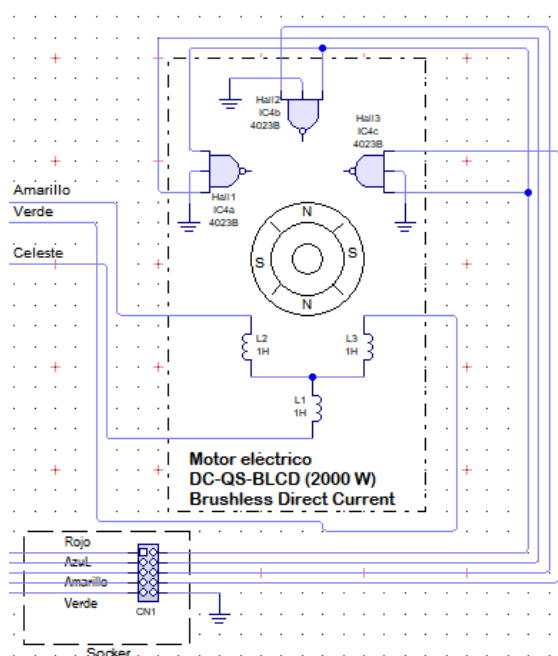 Hall2
IC4b
4023B
Hall3
IC4c
4023B
Hall1
IC4a
4023B
Amarillo
Verde
Celeste
N
S
S
N
L2
1H
L3
1H
L1
1H
Motor eléctrico
DC-QS-BLCD (2000 W)
Brushless Direct Current
Rojo
AzuL
Amarillo
Verde
CN1
Socker